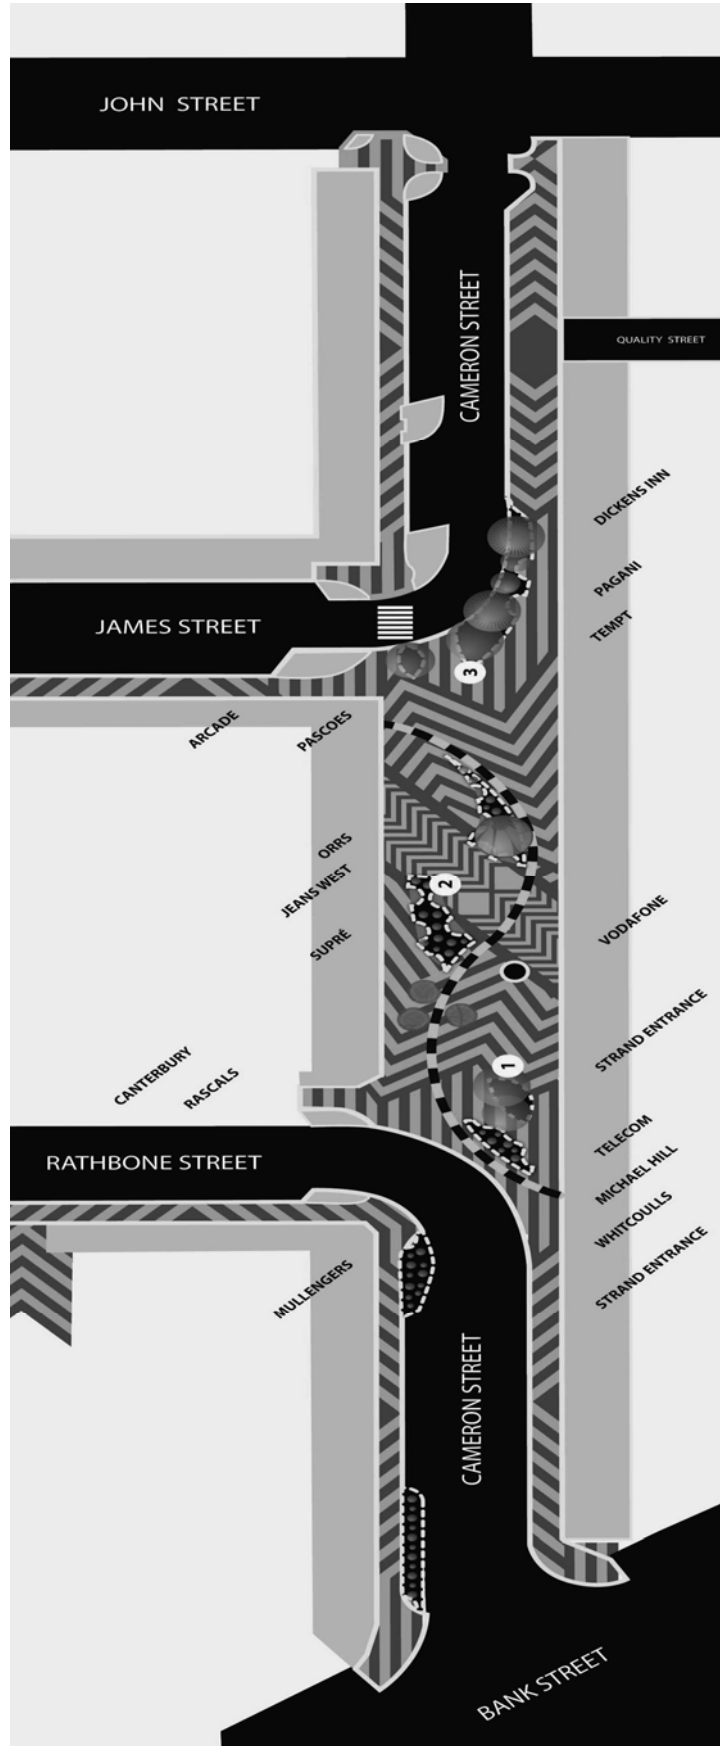 JOHN STREET
CAMERON STREET
QUALITY STREET
DICKENS INN
PAGANI
TEMPT
JAMES STREET
3
ARCADE
PASCOES
ORRS
JEANS WEST
2
SUPRÉ
VODAFONE
STRAND ENTRANCE
1
CANTERBURY
RASCALS
TELECOM
RATHBONE STREET
MICHAEL HILL
WHITCOULLS
STRAND ENTRANCE
MULLENGERS
CAMERON STREET
BANK STREET